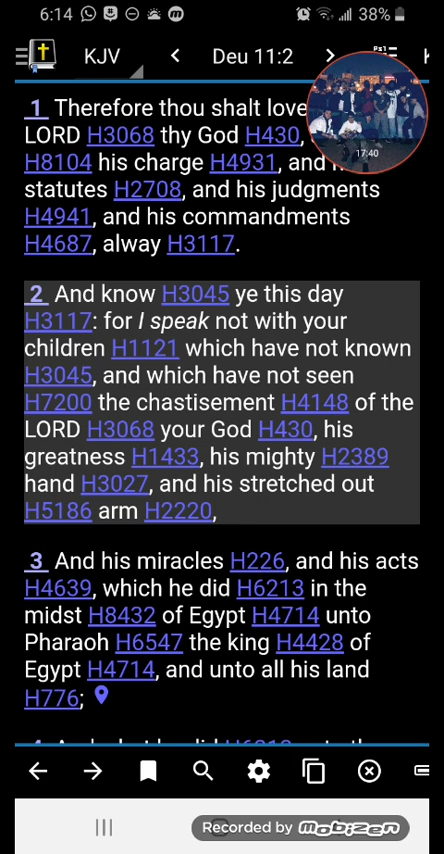 6:14 38%
KJV < Deu 11:2 >
1 Therefore thou shalt love
LORD H3068 thy God H430,
H8104 his charge H4931, and
statutes H2708, and his judgments
H4941, and his commandments
H4687, alway H3117.
17:40
2 And know H3045 ye this day
H3117: for I speak not with your
children H1121 which have not known
H3045, and which have not seen
H7200 the chastisement H4148 of the
LORD H3068 your God H430, his
greatness H1433, his mighty H2389
hand H3027, and his stretched out
H5186 arm H2220,
3 And his miracles H226, and his acts
H4639, which he did H6213 in the
midst H8432 of Egypt H4714 unto
Pharaoh H6547 the king H4428 of
Egypt H4714, and unto all his land
H776;
Recorded by Mobizen